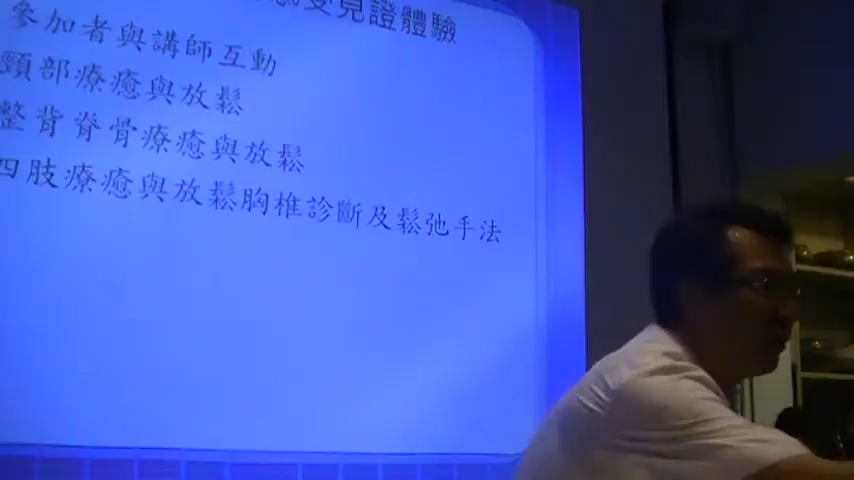 感受見證體驗
參加者與講師互動
頸部療癒與放鬆
整背脊骨療癒與放鬆
四肢療癒與放鬆胸椎診斷及鬆弛手法